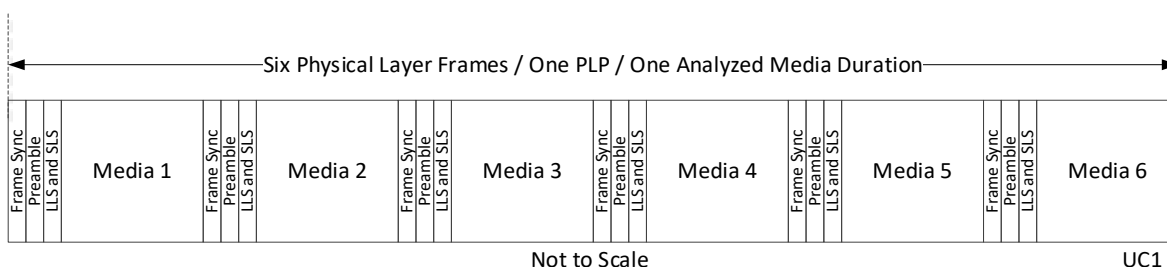 Six Physical Layer Frames / One PLP / One Analyzed Media Duration
Frame Sync
Preamble
LLS and SLS
Media 1
Frame Sync
Preamble
LLS and SLS
Media 2
Frame Sync
Preamble
LLS and SLS
Media 3
Frame Sync
Preamble
LLS and SLS
Media 4
Frame Sync
Preamble
LLS and SLS
Media 5
Frame Sync
Preamble
LLS and SLS
Media 6
Not to Scale
UC1